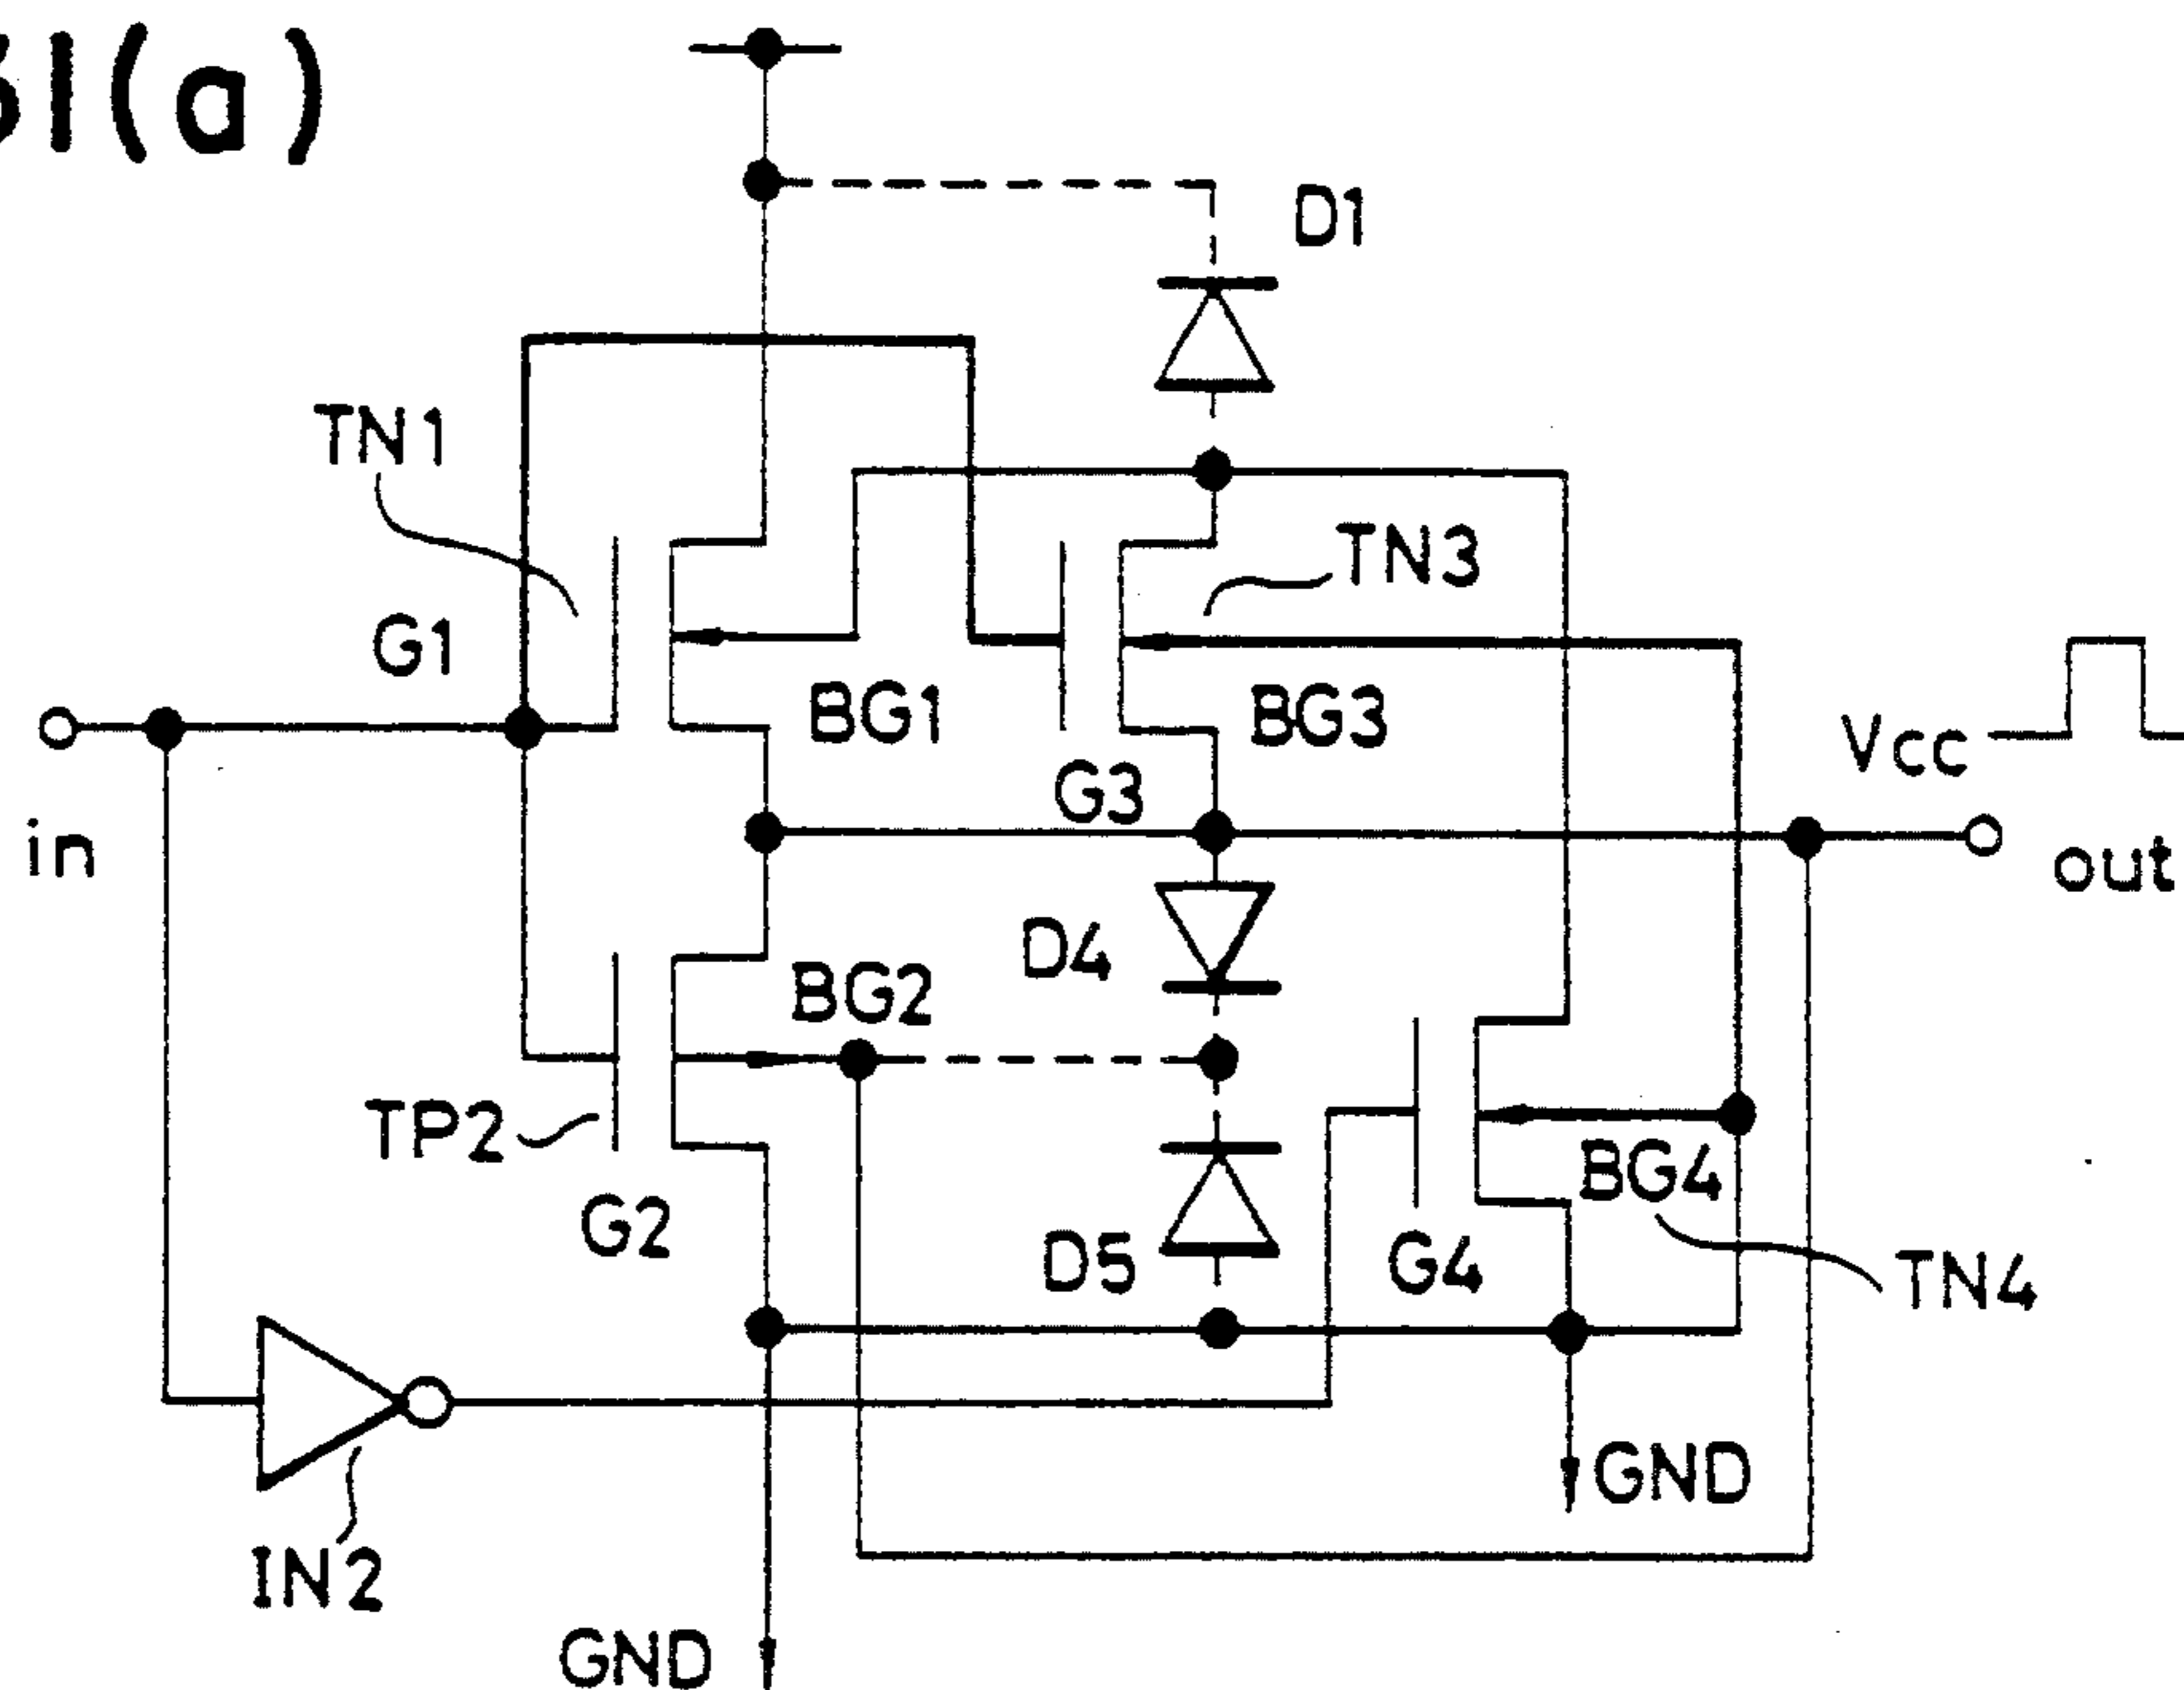 1(a)
D1
TN1
TN3
G1
BG1
BG3
Vcc
G3
in
out
D4
BG2
TP2
BG4
G2
D5
G4
TN4
GND
IN2
GND